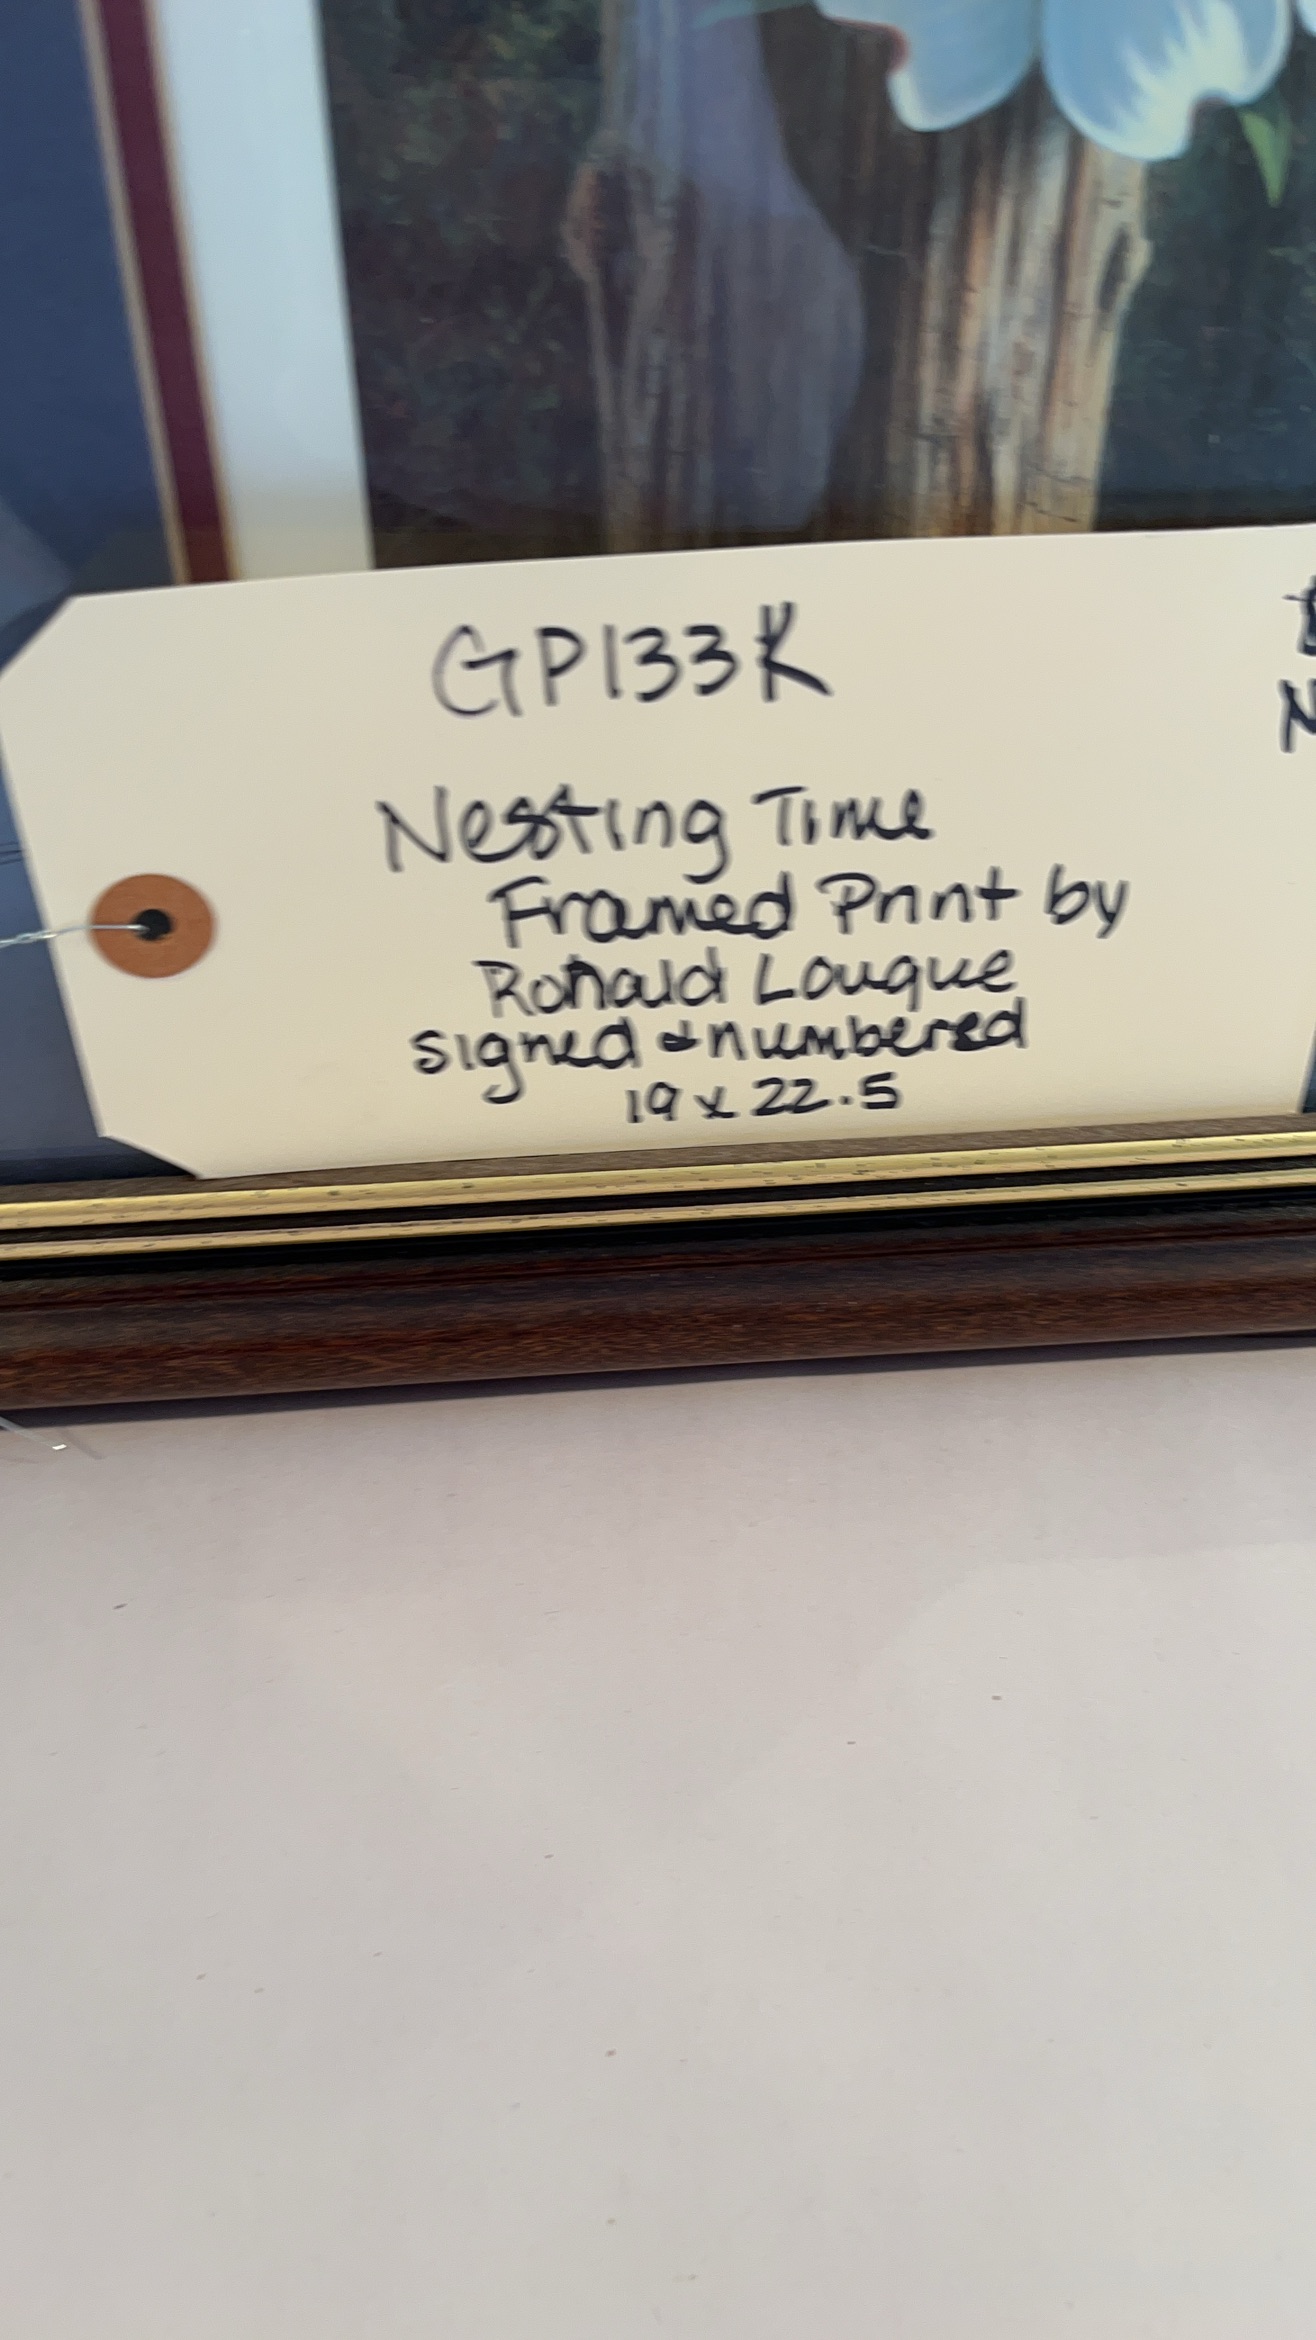 GP133K
Nesting Time
Framed Print by
Ronald Louque
signed & numbered
19 x 22.5